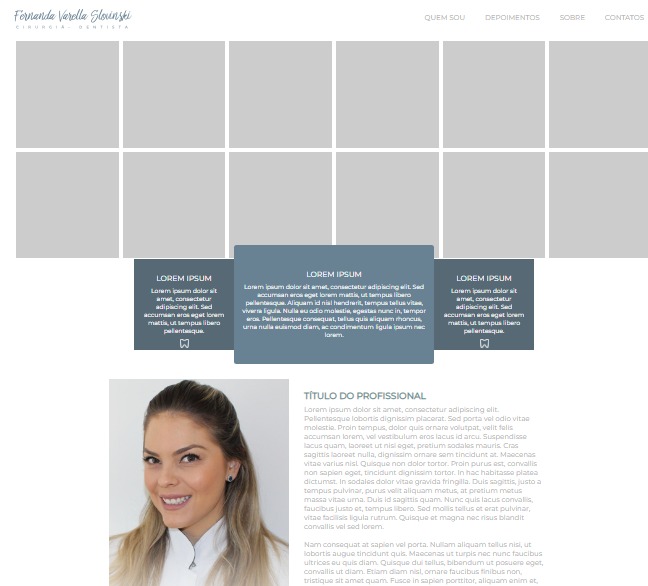 Fernanda Varella Slovinski
CIRURGIÃ - DENTISTA
QUEM SOU DEPOIMENTOS SOBRE CONTATOS
LOREM IPSUM
Lorem ipsum dolor sit
amet, consectetur
adipiscing elit. Sed
accumsan eros eget lorem
mattis, ut tempus libero
pellentesque.
LOREM IPSUM
Lorem ipsum dolor sit amet, consectetur adipiscing elit. Sed
accumsan eros eget lorem mattis, ut tempus libero
pellentesque. Aliquam id nisl hendrerit, tempus tellus vitae,
viverra ligula. Nulla eu odio molestie, egestas nunc in, tempor
eros. Pellentesque consequat, tellus quis aliquam rhoncus,
urna nulla euismod diam, ac condimentum ligula ipsum nec
lorem.
LOREM IPSUM
Lorem ipsum dolor sit
amet, consectetur
adipiscing elit. Sed
accumsan eros eget lorem
mattis, ut tempus libero
pellentesque.
TÍTULO DO PROFISSIONAL
Lorem ipsum dolor sit amet, consectetur adipiscing elit.
Pellentesque lobortis dignissim placerat. Sed porta vel odio vitae
molestie. Proin tempus, dolor quis ornare volutpat, velit felis
accumsan lorem, vel vestibulum eros lacus id arcu. Suspendisse
lacus quam, laoreet ut nisi et, pellentesque dolor mauris. Cras
sagittis laoreet nulla, dignissim ornare sem tincidunt at. Maecenas
vitae varius nisl. Quisque non dolor tortor. Proin purus est, convallis
non sapien eget, tincidunt tempor tortor. In hac habitasse platea
dictumst. In sodales dolor vitae gravida fringilla. Duis sagittis, justo a
tempus pulvinar, purus velit aliquam metus, at pretium metus
massa vitae urna. Duis id sagittis quam. Nunc quis lacus convallis,
faucibus justo et, tempus libero. Sed mollis tellus et erat pulvinar,
vitae facilisis ligula rutrum. Quisque et magna nec risus blandit
convallis vel sed lorem.
Nam consequat at sapien vel porta. Nullam aliquam tellus nisi, ut
lobortis augue tincidunt quis. Maecenas ut turpis nec nunc faucibus
ultrices eu quis diam. Quisque dui tellus, bibendum ut posuere eget,
convallis ut diam. Etiam diam nisl, ornare faucibus finibus non,
tristique sit amet quam. Fusce in sapien porttitor, aliquam enim et,